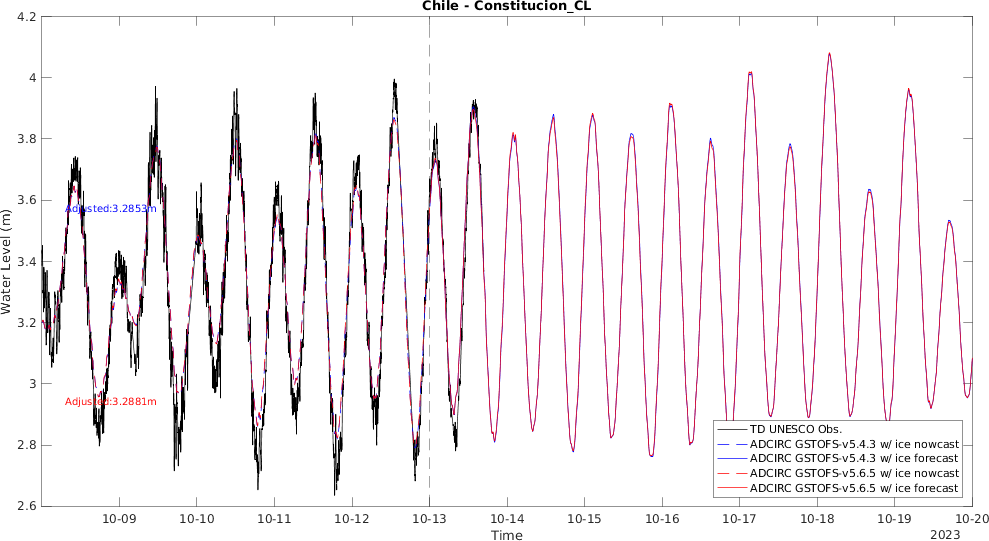 Chile - Constitucion_CL
4.2
4
3.8
3.6
3.4
3.2
3
2.8
2.6
Water Level (m)
Adjusted:3.2853m
Adjusted:3.2881m
TD UNESCO Obs.
ADCIRC GSTOFS-v5.4.3 w/ ice nowcast
ADCIRC GSTOFS-v5.4.3 w/ ice forecast
ADCIRC GSTOFS-v5.6.5 w/ ice nowcast
ADCIRC GSTOFS-v5.6.5 w/ ice forecast
10-09 10-10 10-11 10-12 10-13 10-14 10-15 10-16 10-17 10-18 10-19 10-20
Time
2023